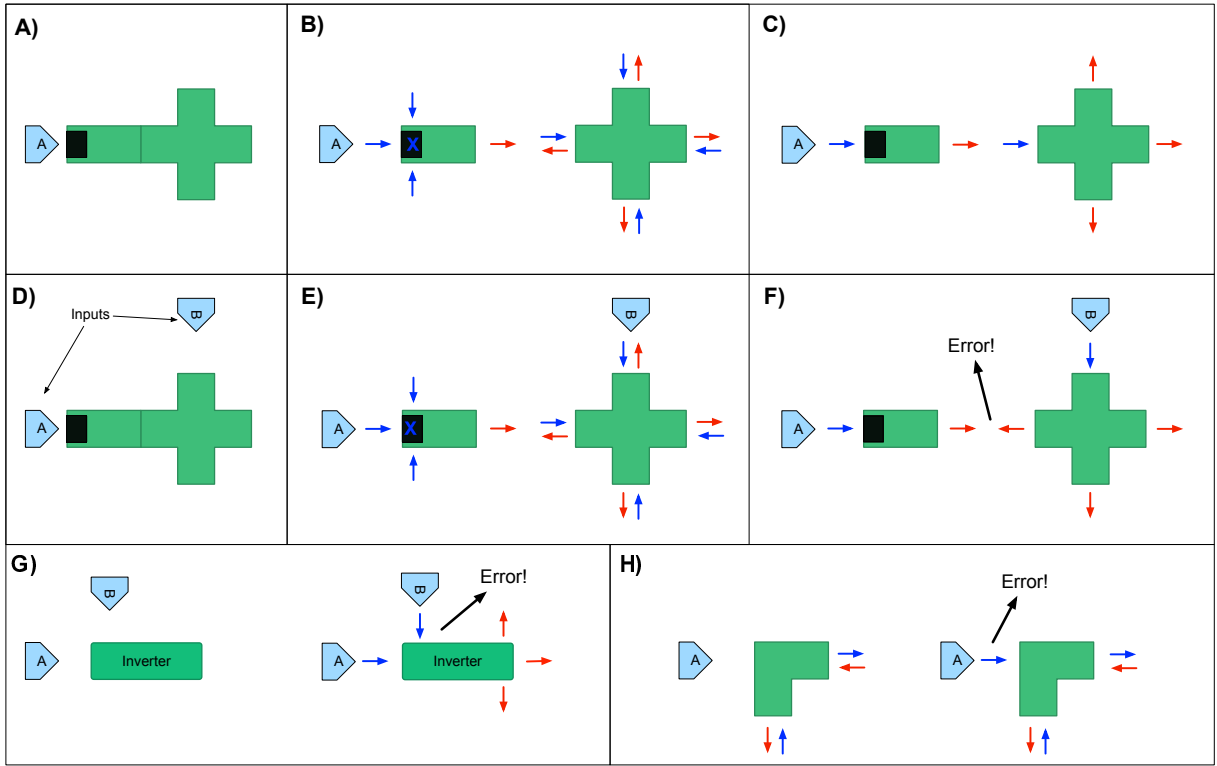 A)
A
B)
A
X
C)
A
D)
Inputs
B
A
E)
B
A
X
F)
B
Error!
A
G)
B
A
Inverter
B
Error!
A
Inverter
H)
A
Error!
A